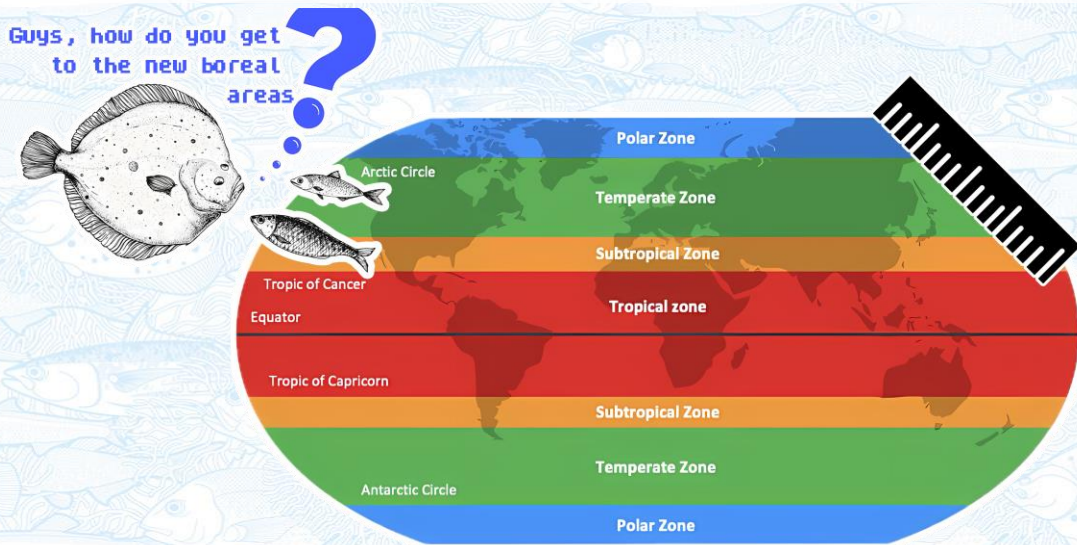 Guys, how do you get
to the new boreal
areas
?
Polar Zone
Arctic Circle
Temperate Zone
Subtropical Zone
Tropic of Cancer
Tropical zone
Equator
Tropic of Capricorn
Subtropical Zone
Temperate Zone
Antarctic Circle
Polar Zone